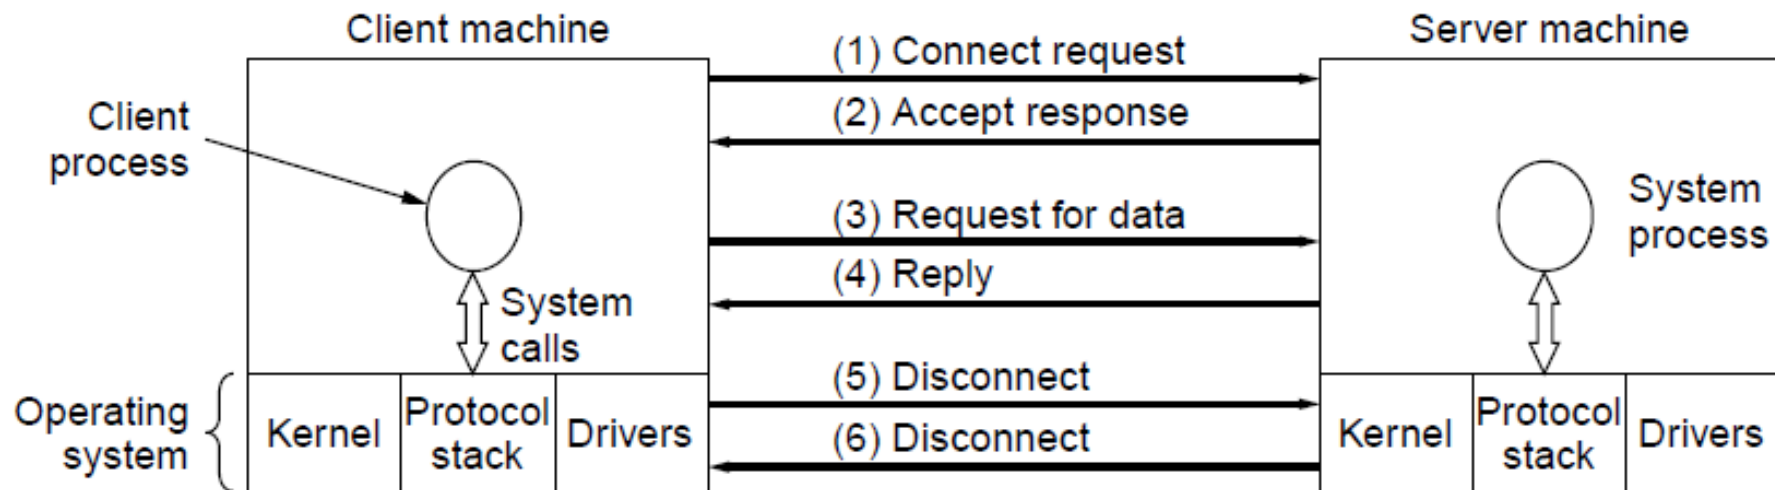 Client machine
(1) Connect request
Server machine
(2) Accept response
Client
process
(3) Request for data
System
process
(4) Reply
System
calls
(5) Disconnect
Operating
system
Kernel
Protocol
stack
Drivers
(6) Disconnect
Kernel
Protocol
stack
Drivers